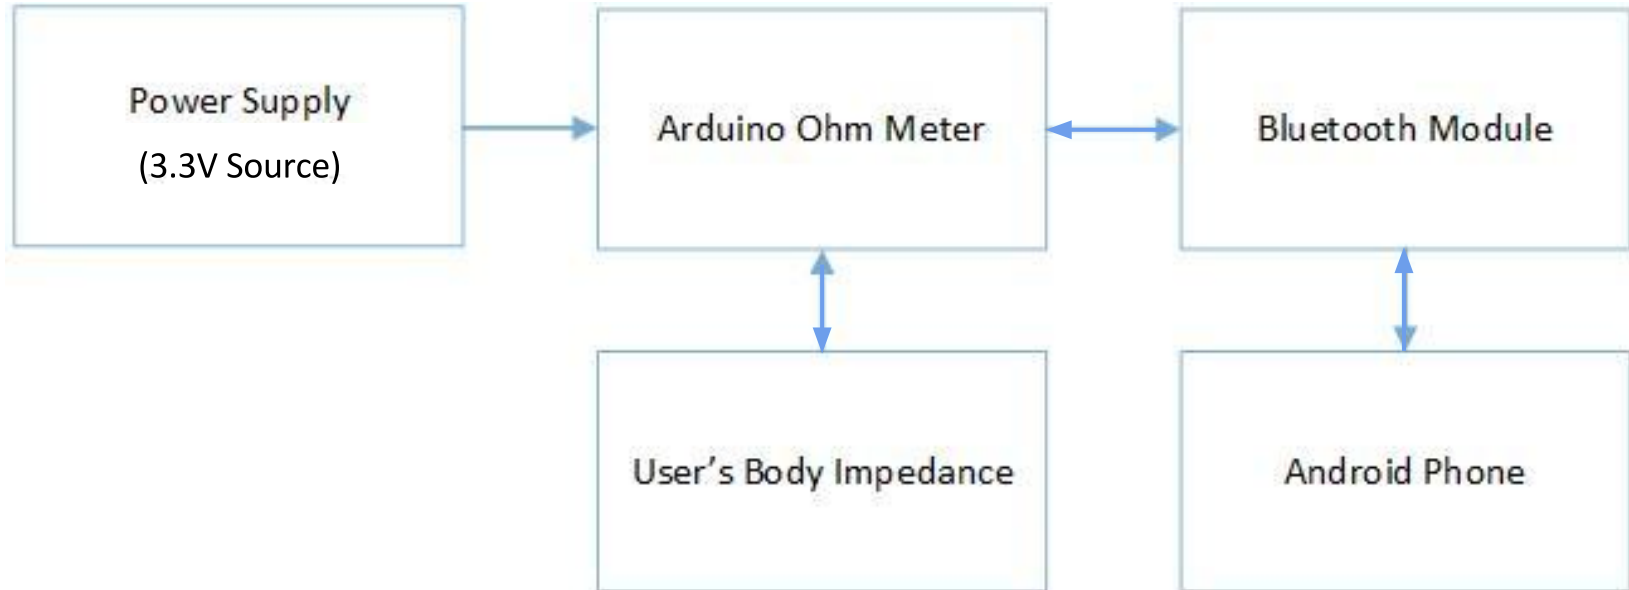 Power Supply
(3.3V Source)
Arduino Ohm Meter
Bluetooth Module
User’s Body Impedance
Android Phone